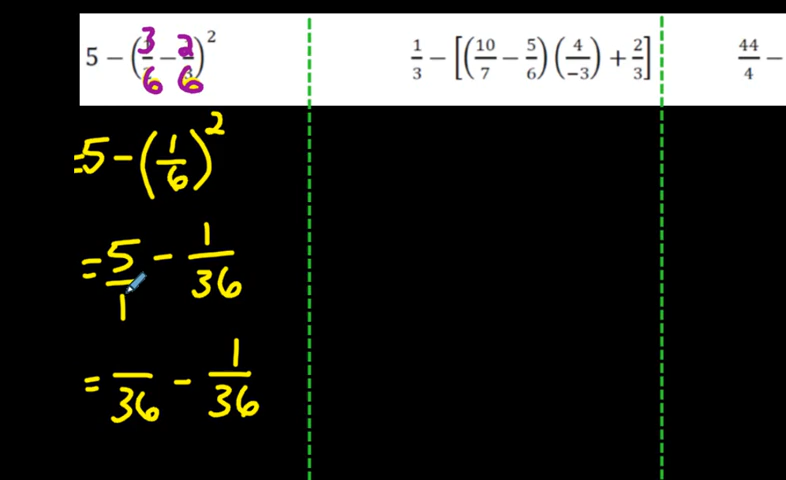 5 − (3/6 − 2/6)²
= 5 − (1/6)²
= 5/1 − 1/36
= /36 − 1/36
1/3 − [(10/7 − 5/6)(4/−3) + 2/3]
44/4 −